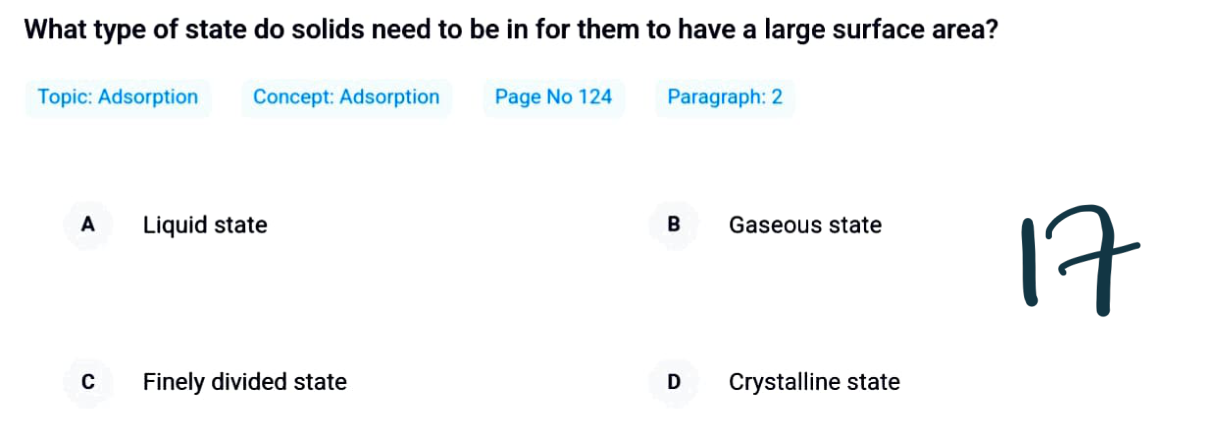 What type of state do solids need to be in for them to have a large surface area?
Topic: Adsorption Concept: Adsorption Page No 124 Paragraph: 2
A Liquid state B Gaseous state
17
C Finely divided state D Crystalline state